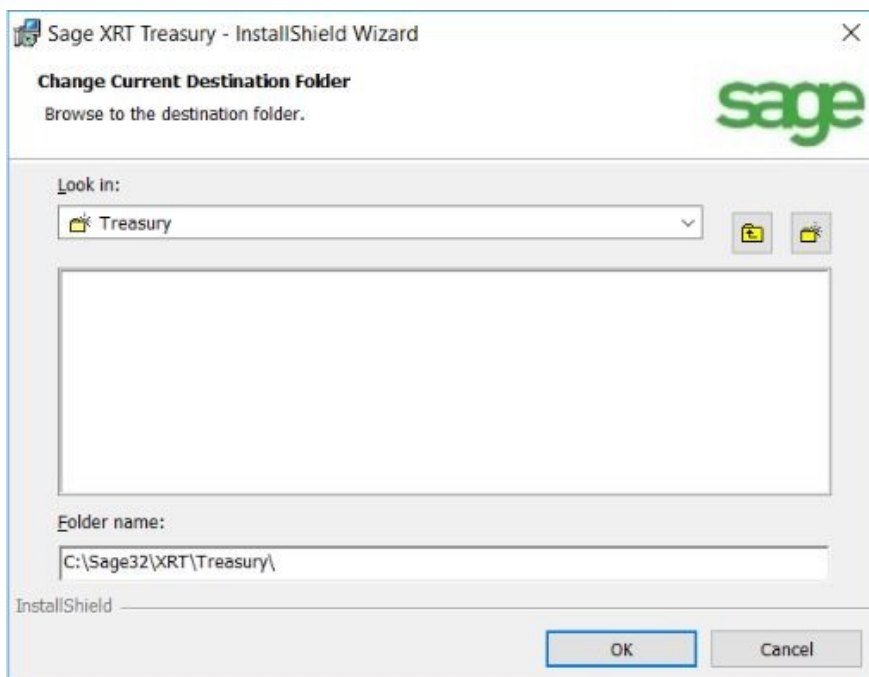 Sage XRT Treasury - InstallShield Wizard
Change Current Destination Folder
Browse to the destination folder.
sage
Look in:
Treasury
Folder name:
C:\Sage32\XRT\Treasury\
InstallShield
OK
Cancel